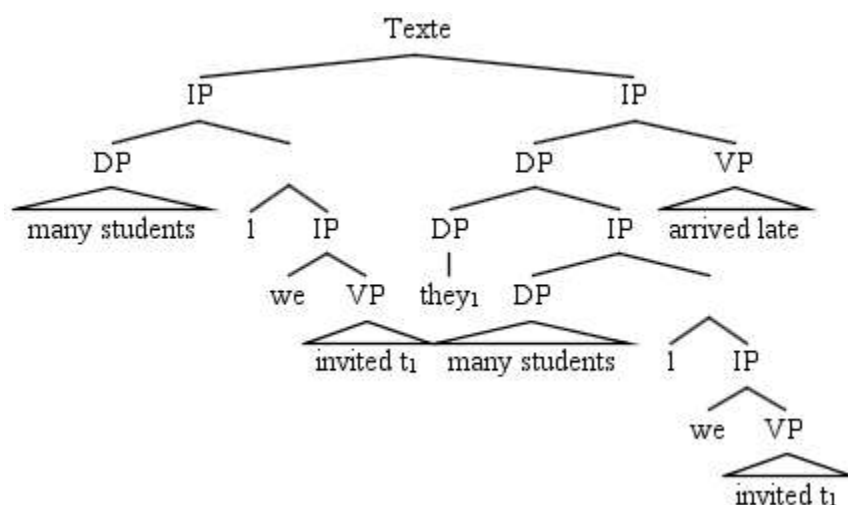 Texte
IP IP
DP DP VP
many students 1 IP DP IP arrived late
we VP they₁ DP
invited t₁ many students 1 IP
we VP
invited t₁